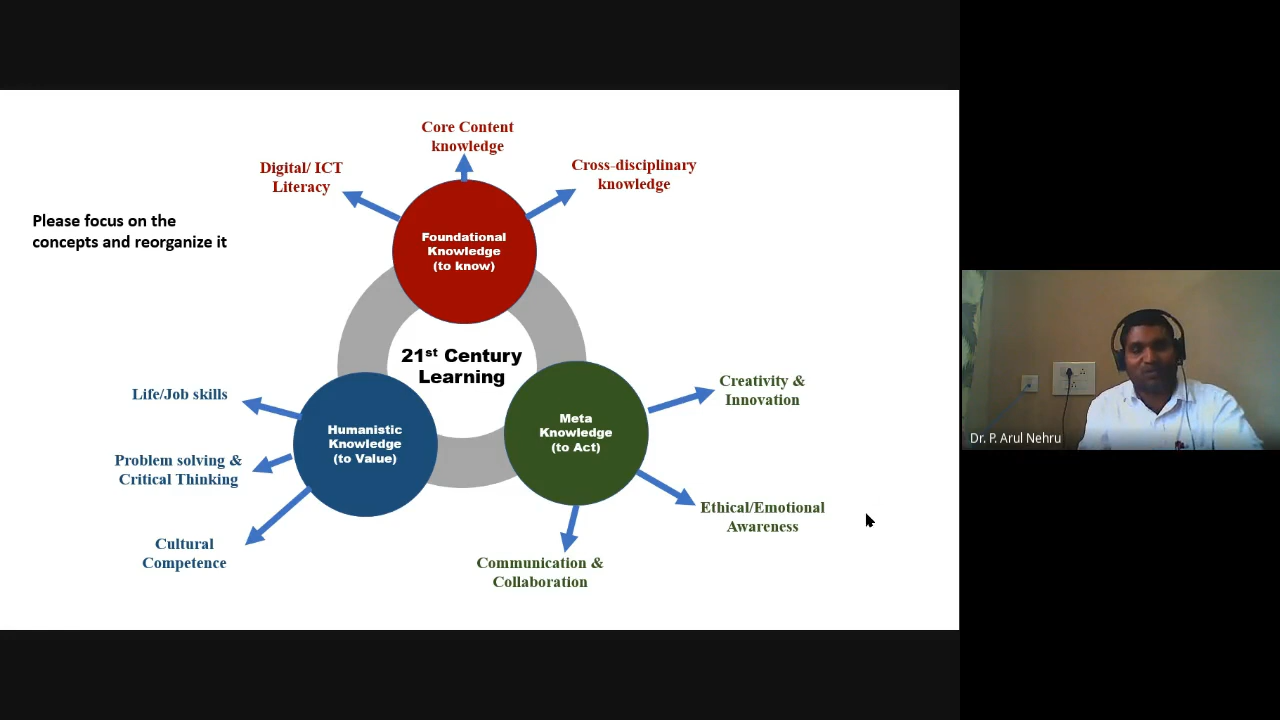 Core Content
knowledge
Digital/ ICT
Literacy
Cross-disciplinary
knowledge
Please focus on the
concepts and reorganize it
Foundational
Knowledge
(to know)
21st Century
Learning
Life/Job skills
Problem solving &
Critical Thinking
Cultural
Competence
Humanistic
Knowledge
(to Value)
Meta
Knowledge
(to Act)
Creativity &
Innovation
Ethical/Emotional
Awareness
Communication &
Collaboration
Dr. P. Arul Nehru